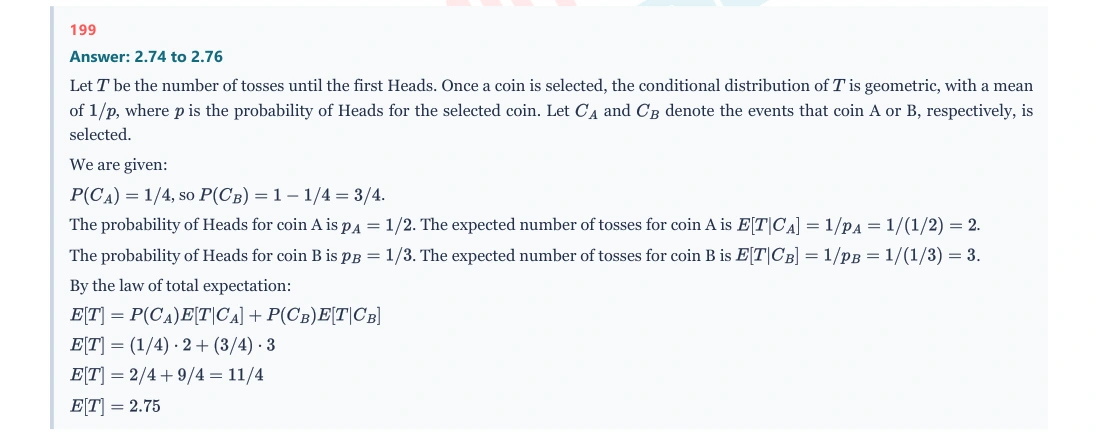 199
Answer: 2.74 to 2.76
Let T be the number of tosses until the first Heads. Once a coin is selected, the conditional distribution of T is geometric, with a mean
of 1/p, where p is the probability of Heads for the selected coin. Let C_A and C_B denote the events that coin A or B, respectively, is
selected.
We are given:
P(C_A) = 1/4, so P(C_B) = 1 − 1/4 = 3/4.
The probability of Heads for coin A is p_A = 1/2. The expected number of tosses for coin A is E[T|C_A] = 1/p_A = 1/(1/2) = 2.
The probability of Heads for coin B is p_B = 1/3. The expected number of tosses for coin B is E[T|C_B] = 1/p_B = 1/(1/3) = 3.
By the law of total expectation:
E[T] = P(C_A)E[T|C_A] + P(C_B)E[T|C_B]
E[T] = (1/4) · 2 + (3/4) · 3
E[T] = 2/4 + 9/4 = 11/4
E[T] = 2.75